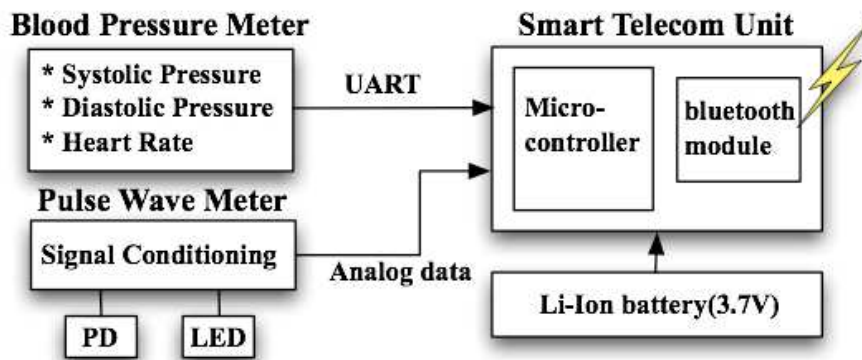 Blood Pressure Meter
* Systolic Pressure
* Diastolic Pressure
* Heart Rate
UART
Smart Telecom Unit
Micro-
controller
bluetooth
module
Pulse Wave Meter
Signal Conditioning
Analog data
PD
LED
Li-Ion battery(3.7V)